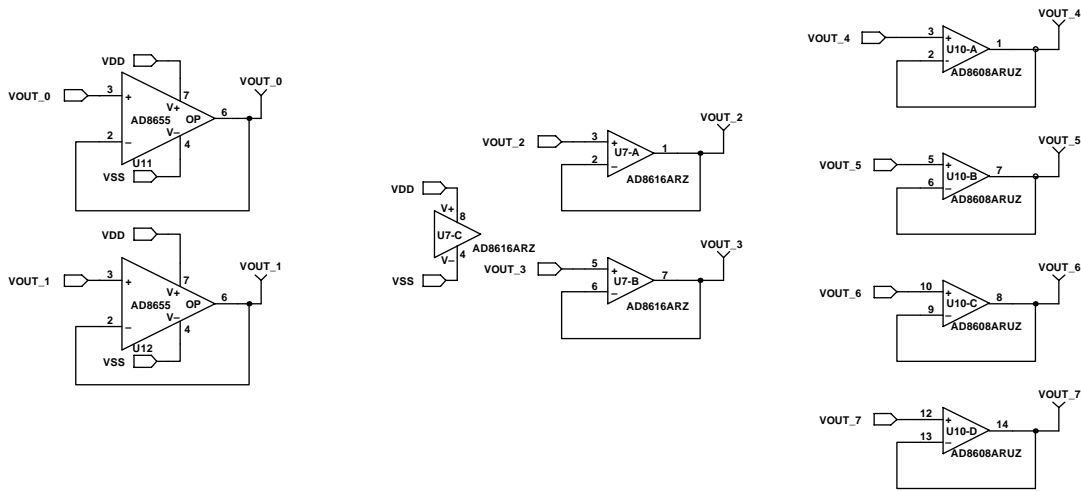 VDD
VOUT_0
VOUT_0
3
+
7
V+
AD8655
OP
6
V–
2
–
4
U11
VSS
VDD
VOUT_1
VOUT_1
3
+
7
V+
AD8655
OP
6
V–
2
–
4
U12
VSS
VDD
V+
8
U7-C
AD8616ARZ
V–
4
VSS
VOUT_2
VOUT_2
3
+
U7-A
1
2
–
AD8616ARZ
VOUT_3
VOUT_3
5
+
U7-B
7
6
–
AD8616ARZ
VOUT_4
VOUT_4
3
+
U10-A
1
2
-
AD8608ARUZ
VOUT_5
VOUT_5
5
+
U10-B
7
6
–
AD8608ARUZ
VOUT_6
VOUT_6
10
+
U10-C
8
9
–
AD8608ARUZ
VOUT_7
VOUT_7
12
+
U10-D
14
13
–
AD8608ARUZ